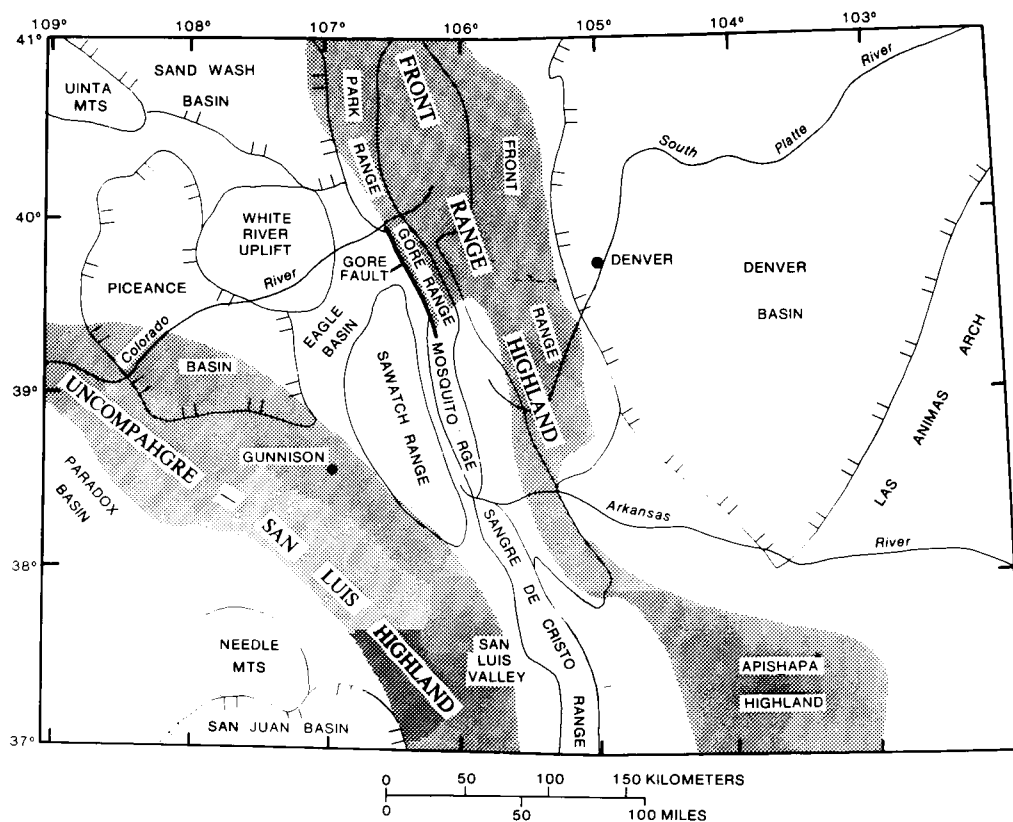 109°
108°
107°
106°
105°
104°
103°
41°
SAND WASH
BASIN
UINTA
MTS
PARK
RANGE
FRONT
RANGE
HIGHLAND
FRONT
RANGE
South
Platte
River
40°
WHITE
RIVER
UPLIFT
GORE
FAULT
GORE RANGE
DENVER
DENVER
BASIN
PICEANCE
BASIN
Colorado
River
EAGLE
BASIN
SAWATCH RANGE
MOSQUITO RGE
LAS
ANIMAS
ARCH
39°
UNCOMPAHGRE
—
SAN
LUIS
HIGHLAND
GUNNISON
PARADOX
BASIN
Arkansas
River
SANGRE DE
CRISTO
RANGE
38°
NEEDLE
MTS
SAN
LUIS
VALLEY
APISHAPA
HIGHLAND
SAN JUAN BASIN
37°
0 50 100 150 KILOMETERS
0 50 100 MILES